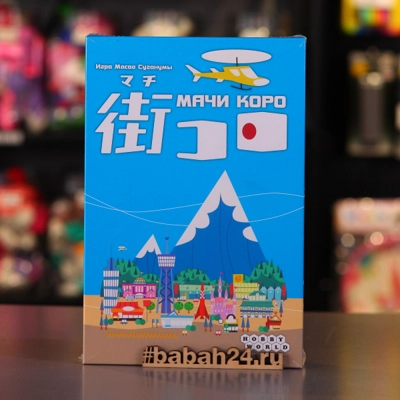 Игра Масао Суганумы
マチ
МАЧИ КОРО
街コロ
HOBBY
WORLD
#babah24.ru